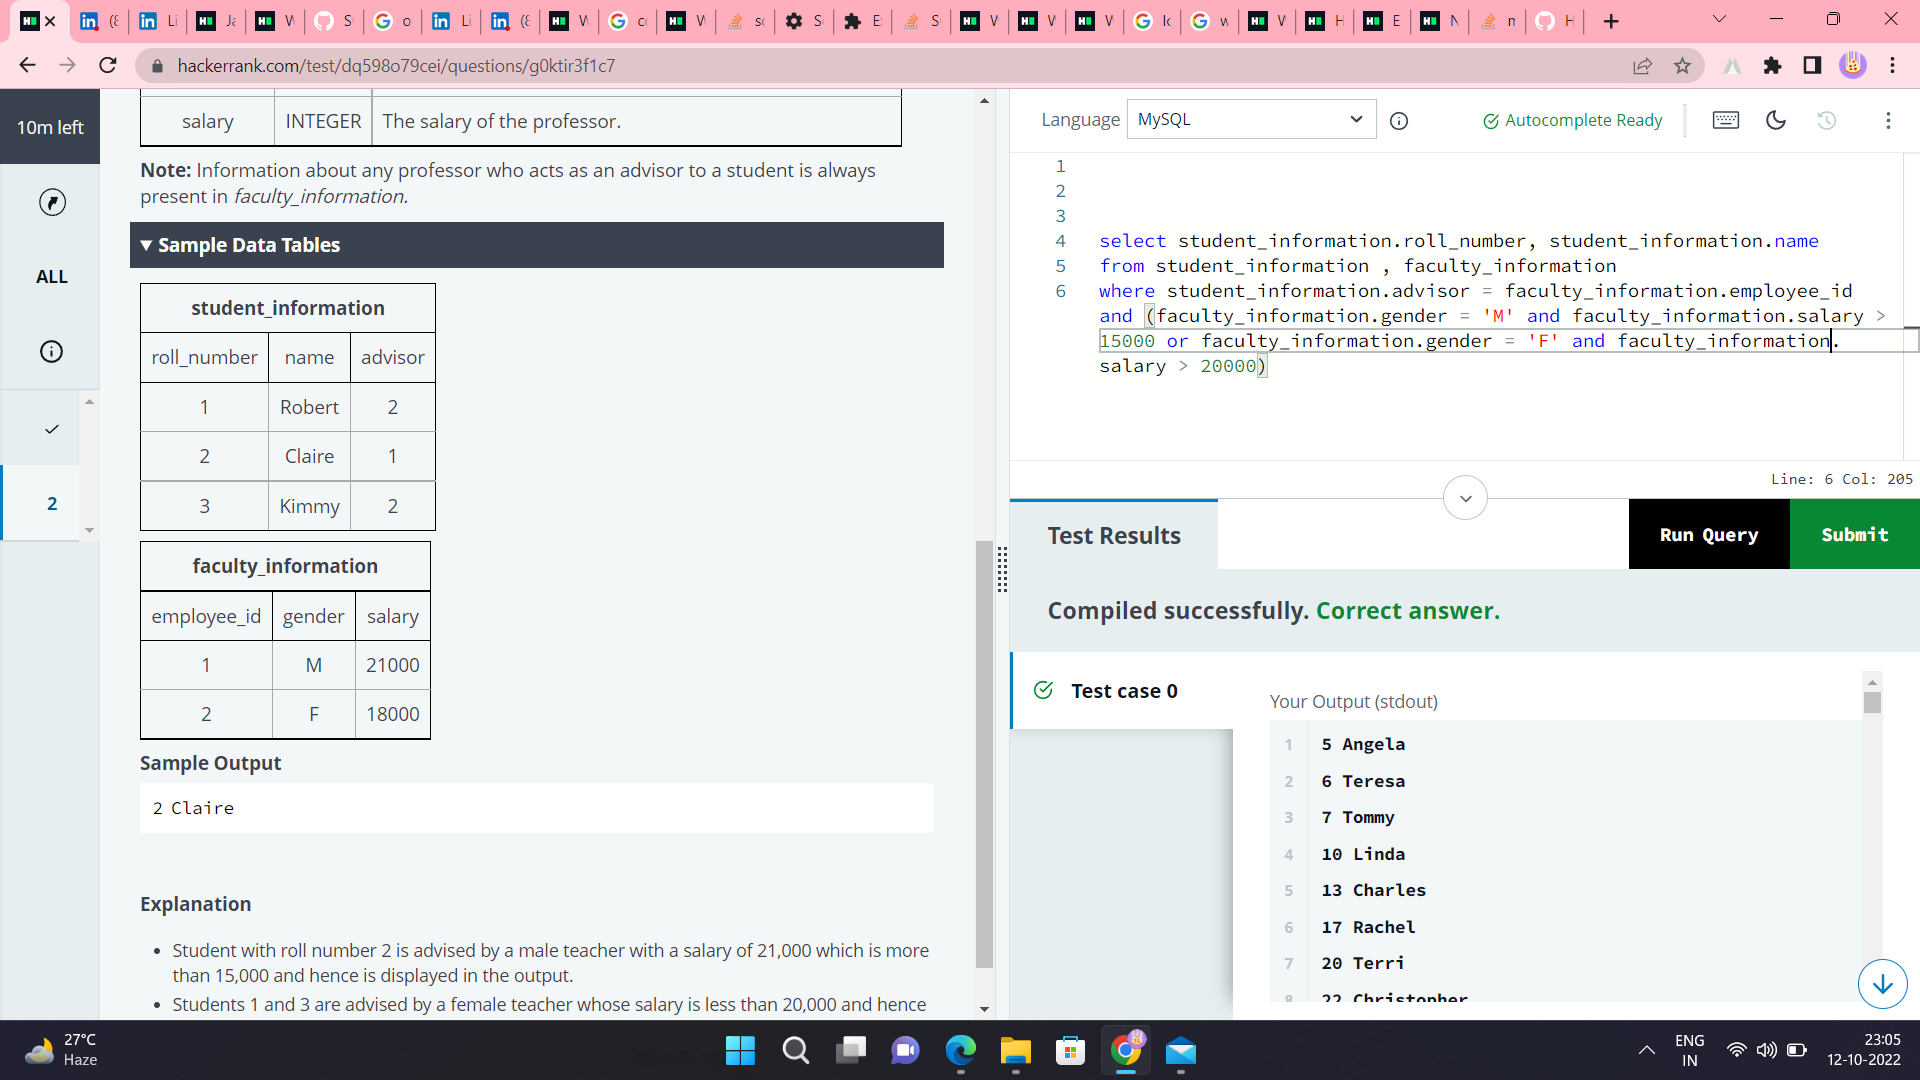 hackerrank.com/test/dq598o79cei/questions/g0ktir3f1c7
10m left
ALL
2
salary INTEGER The salary of the professor.
Note: Information about any professor who acts as an advisor to a student is always
present in faculty_information.
▼ Sample Data Tables
student_information
roll_number name advisor
1 Robert 2
2 Claire 1
3 Kimmy 2
faculty_information
employee_id gender salary
1 M 21000
2 F 18000
Sample Output
2 Claire
Explanation
• Student with roll number 2 is advised by a male teacher with a salary of 21,000 which is more
than 15,000 and hence is displayed in the output.
• Students 1 and 3 are advised by a female teacher whose salary is less than 20,000 and hence
Language MySQL Autocomplete Ready
1
2
3
4 select student_information.roll_number, student_information.name
5 from student_information , faculty_information
6 where student_information.advisor = faculty_information.employee_id
and (faculty_information.gender = 'M' and faculty_information.salary >
15000 or faculty_information.gender = 'F' and faculty_information.
salary > 20000)
Line: 6 Col: 205
Test Results Run Query Submit
Compiled successfully. Correct answer.
Test case 0
Your Output (stdout)
1 5 Angela
2 6 Teresa
3 7 Tommy
4 10 Linda
5 13 Charles
6 17 Rachel
7 20 Terri
8 22 Christopher
27°C
Haze
ENG
IN
23:05
12-10-2022